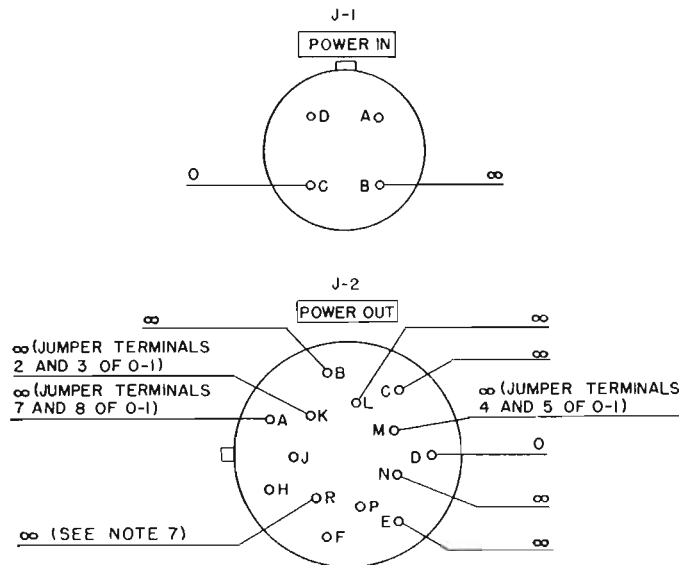 J-1
POWER IN
D A
O C B ∞
J-2
POWER OUT
∞ ∞
∞ (JUMPER TERMINALS
2 AND 3 OF O-1)
B ∞
∞ (JUMPER TERMINALS
7 AND 8 OF O-1)
C
L
∞ (JUMPER TERMINALS
4 AND 5 OF O-1)
A K M
J D O
H R N ∞
P
∞ (SEE NOTE 7)
F E ∞